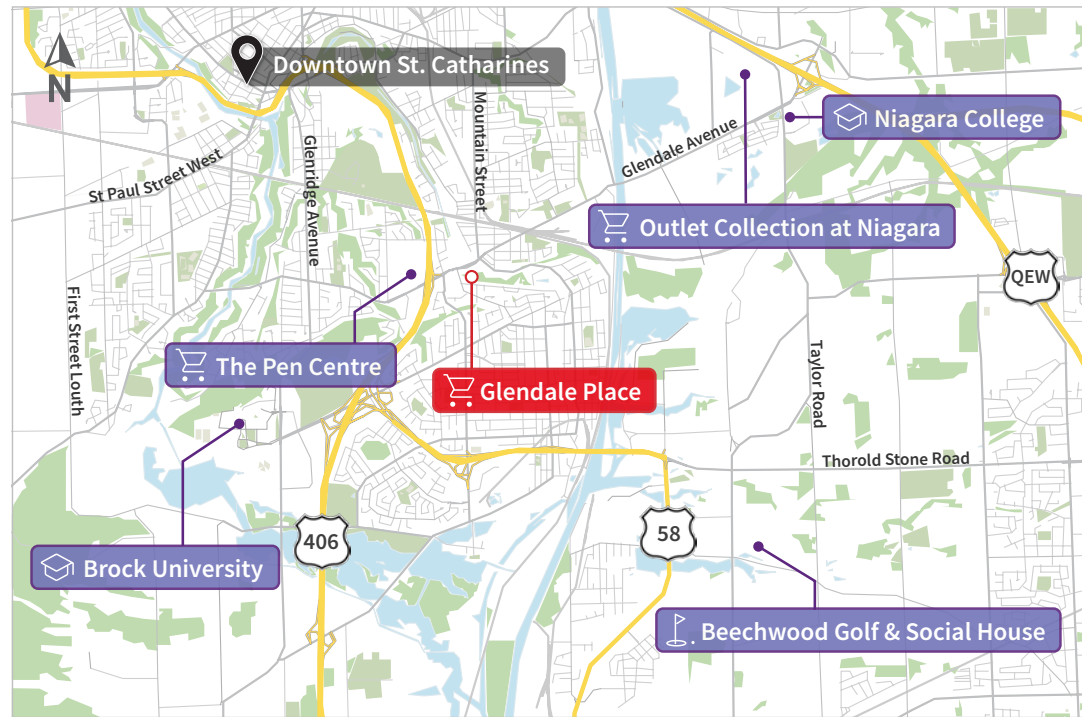 N
Downtown St. Catharines
Mountain Street
Niagara College
Glendale Avenue
St Paul Street West
Glenridge Avenue
Outlet Collection at Niagara
QEW
First Street Louth
The Pen Centre
Glendale Place
Taylor Road
Thorold Stone Road
406
58
Brock University
Beechwood Golf & Social House